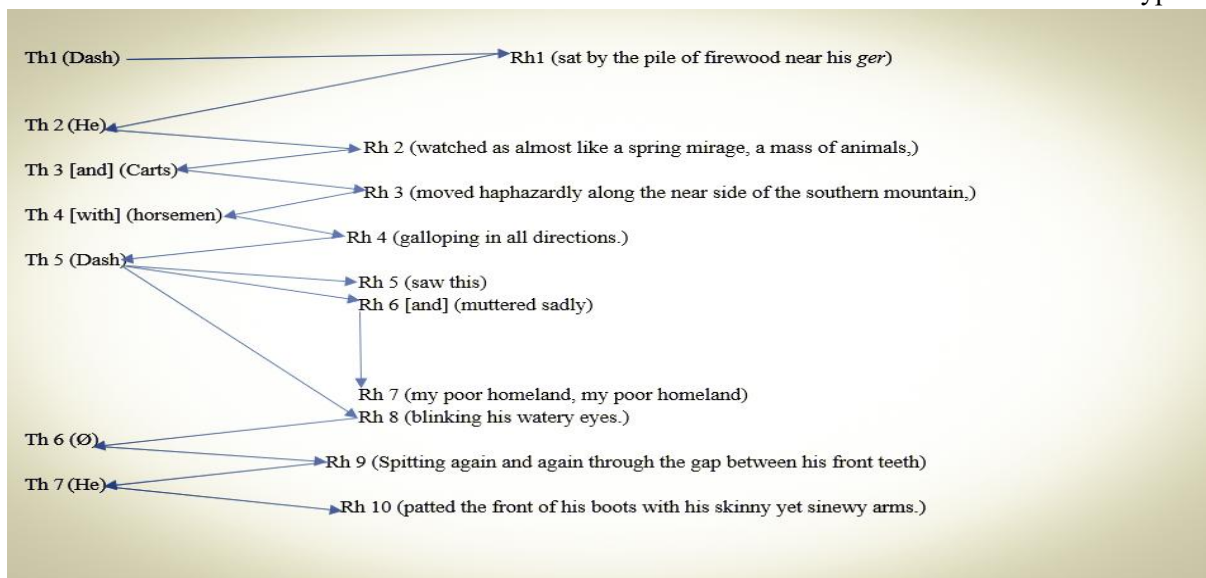 Th1 (Dash)
Rh1 (sat by the pile of firewood near his ger)
Th 2 (He)
Rh 2 (watched as almost like a spring mirage, a mass of animals,)
Th 3 [and] (Carts)
Rh 3 (moved haphazardly along the near side of the southern mountain,)
Th 4 [with] (horsemen)
Rh 4 (galloping in all directions.)
Th 5 (Dash)
Rh 5 (saw this)
Rh 6 [and] (muttered sadly)
Rh 7 (my poor homeland, my poor homeland)
Rh 8 (blinking his watery eyes.)
Th 6 (Ø)
Rh 9 (Spitting again and again through the gap between his front teeth)
Th 7 (He)
Rh 10 (patted the front of his boots with his skinny yet sinewy arms.)